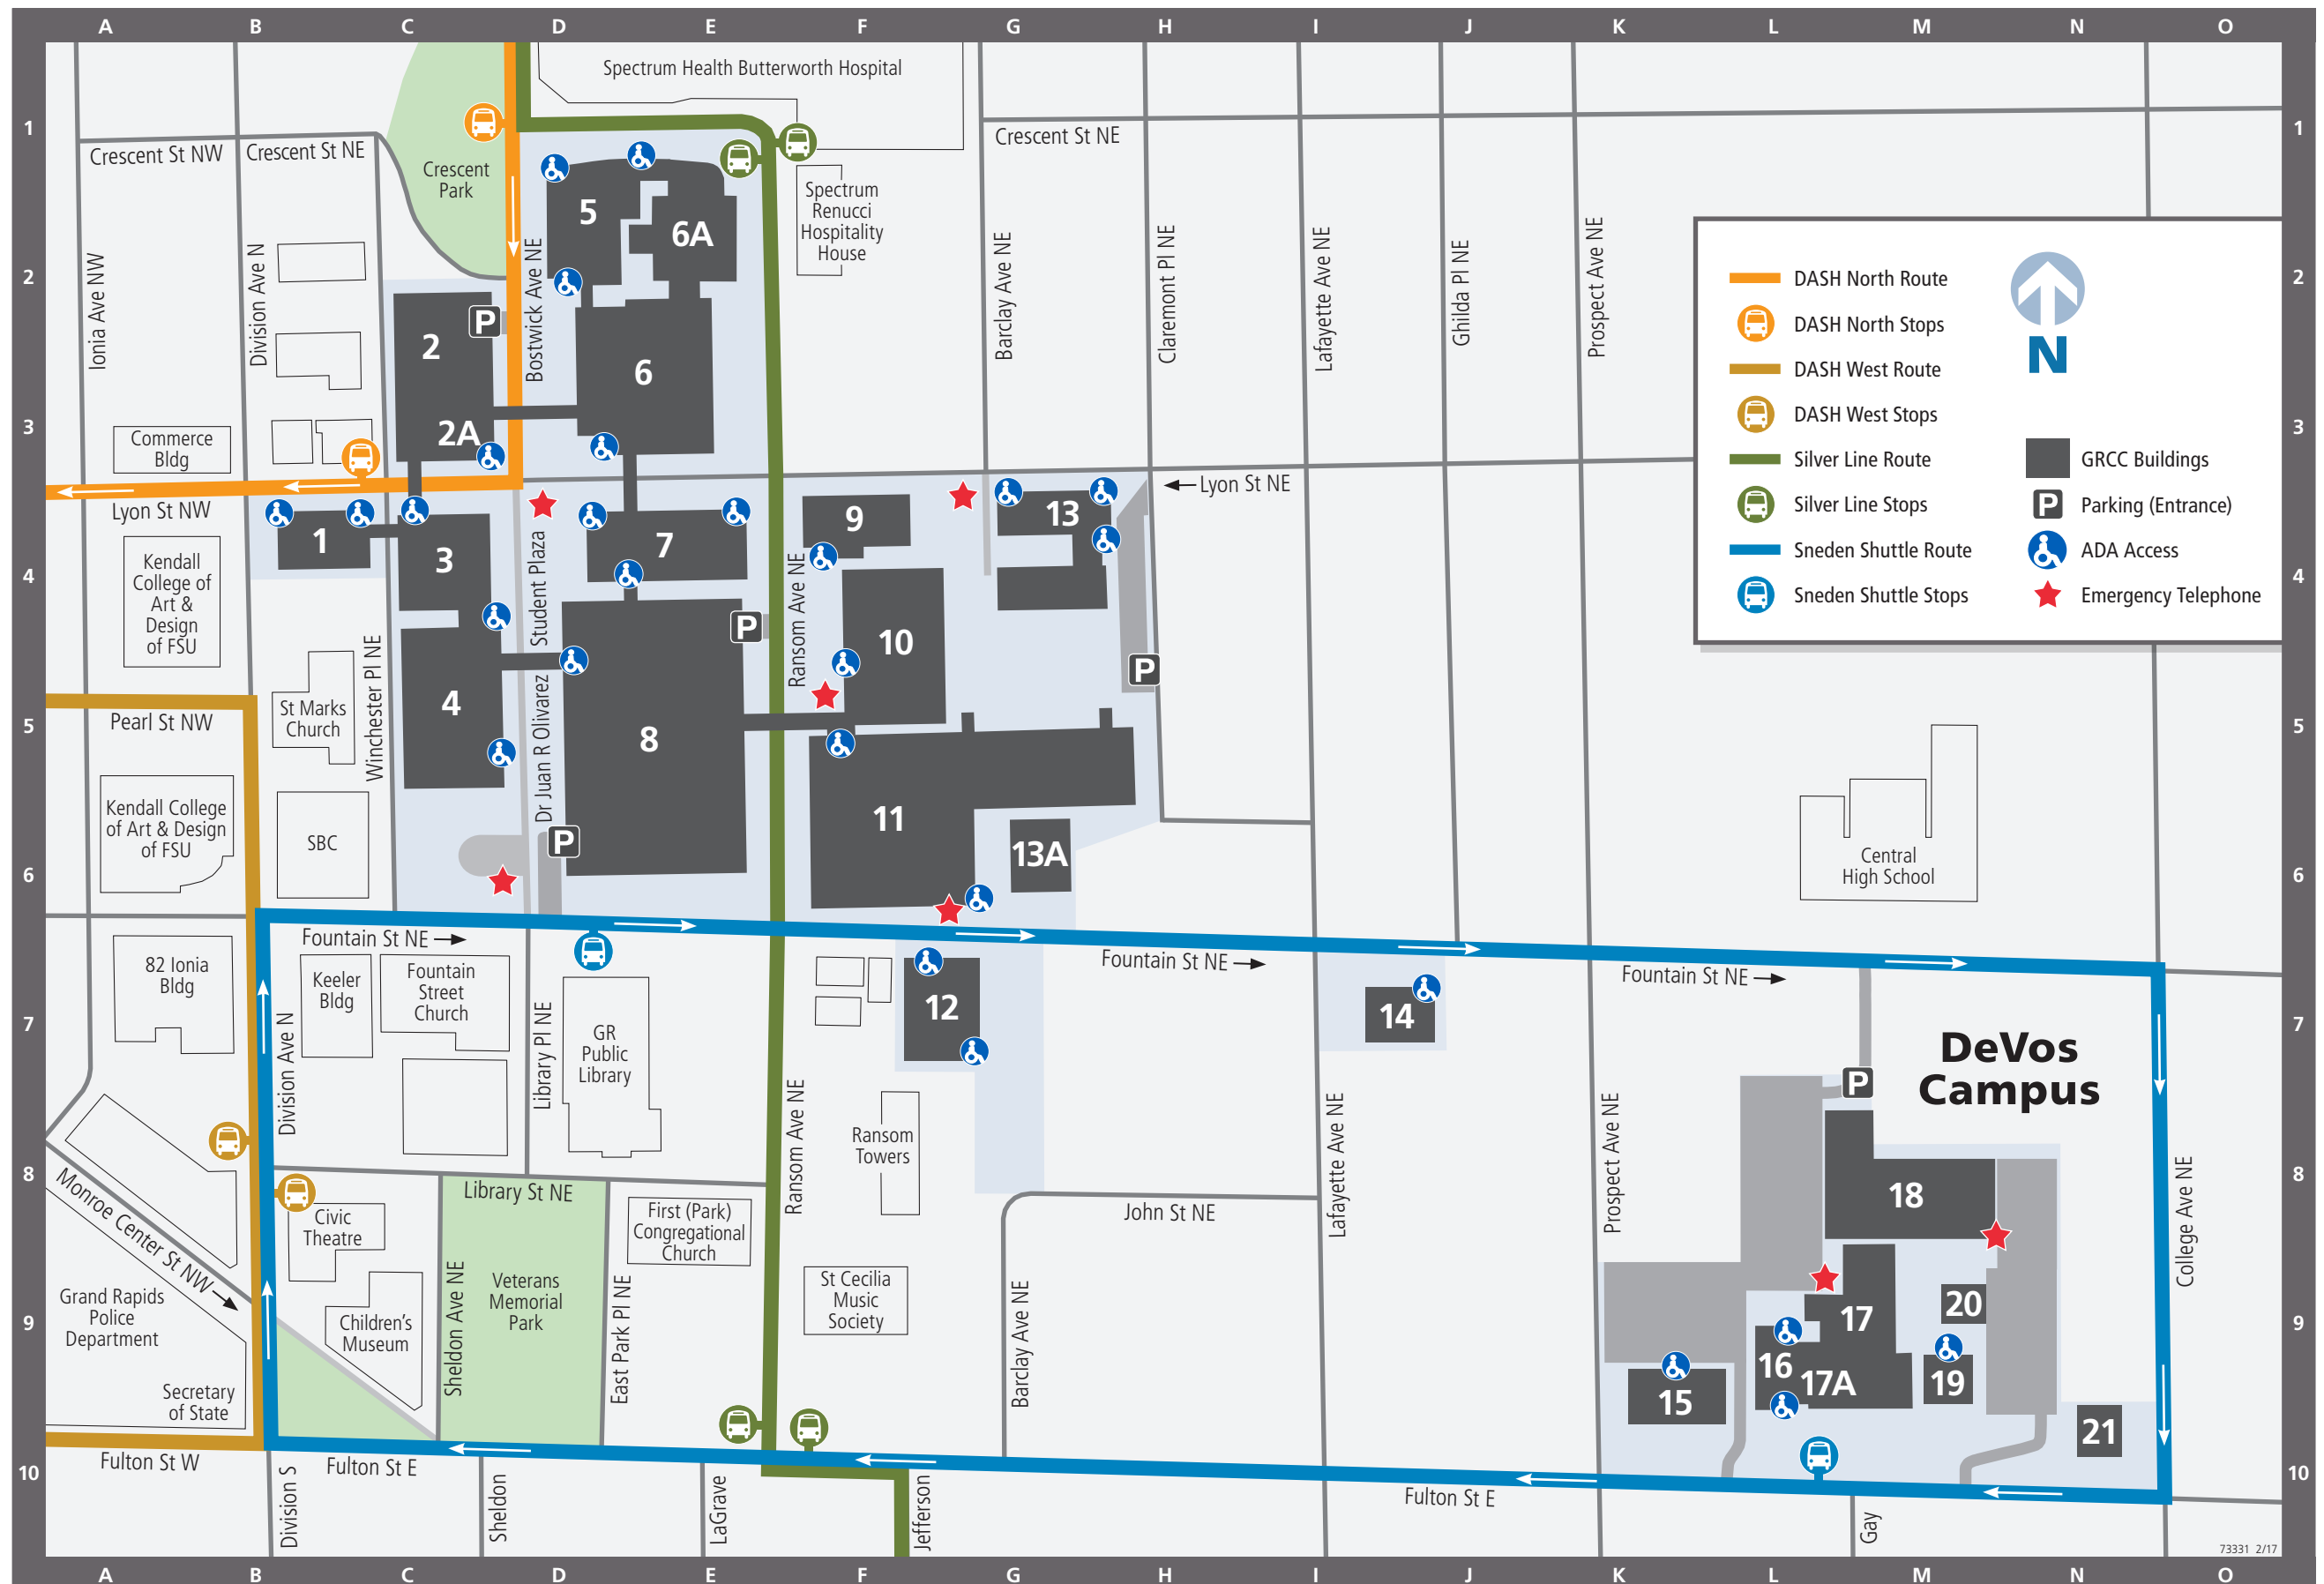 A B C D E F G H I J K L M N O
1
1
2
2
3
3
4
4
5
5
6
6
7
7
8
8
9
9
10
10
A B C D E F G H I J K L M N O
Spectrum Health Butterworth Hospital
Crescent St NW
Crescent St NE
Crescent
Park
Crescent St NE
Spectrum
Renucci
Hospitality
House
5
6A
Ionia Ave NW
Division Ave N
Bostwick Ave NE
Barclay Ave NE
Claremont Pl NE
Lafayette Ave NE
Ghilda Pl NE
Prospect Ave NE
DASH North Route
DASH North Stops
DASH West Route
DASH West Stops
Silver Line Route
Silver Line Stops
Sneden Shuttle Route
Sneden Shuttle Stops
N
GRCC Buildings
P Parking (Entrance)
ADA Access
Emergency Telephone
2
P
6
2A
Commerce
Bldg
Lyon St NW
Lyon St NE
1
3
7
9
13
Kendall
College of
Art &
Design
of FSU
Dr Juan R Olivarez Student Plaza
Ransom Ave NE
P
10
P
Winchester Pl NE
St Marks
Church
Pearl St NW
4
8
Kendall College
of Art & Design
of FSU
SBC
P
11
13A
Central
High School
Fountain St NE
Fountain St NE
Fountain St NE
82 Ionia
Bldg
Keeler
Bldg
Fountain
Street
Church
Division Ave N
Library Pl NE
GR
Public
Library
12
14
DeVos
Campus
P
Ransom Ave NE
Ransom
Towers
Lafayette Ave NE
Prospect Ave NE
College Ave NE
Monroe Center St NW
Library St NE
John St NE
Civic
Theatre
First (Park)
Congregational
Church
18
Grand Rapids
Police
Department
Children's
Museum
Sheldon Ave NE
Veterans
Memorial
Park
East Park Pl NE
St Cecilia
Music
Society
Barclay Ave NE
20
17
16
17A
19
15
21
Secretary
of State
Fulton St W
Fulton St E
Fulton St E
Division S
Sheldon
LaGrave
Jefferson
Gay
73331 2/17